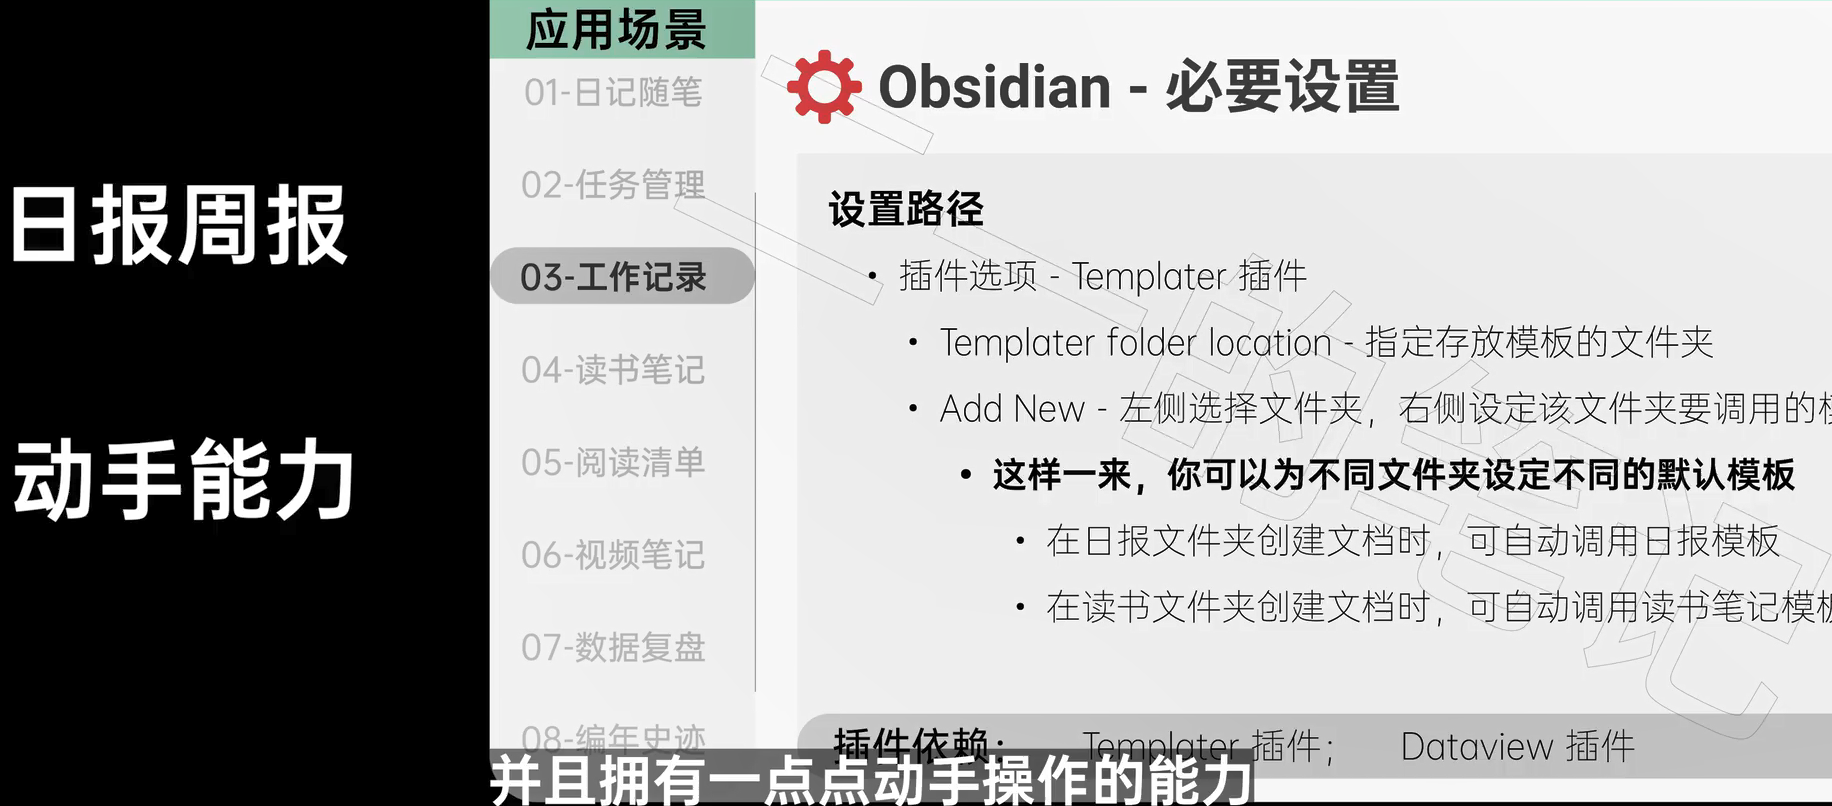 日报周报
动手能力
应用场景
01-日记随笔
02-任务管理
03-工作记录
04-读书笔记
05-阅读清单
06-视频笔记
07-数据复盘
08-编年史迹
Obsidian - 必要设置
设置路径
• 插件选项 - Templater 插件
• Templater folder location - 指定存放模板的文件夹
• Add New - 左侧选择文件夹，右侧设定该文件夹要调用的模
• 这样一来，你可以为不同文件夹设定不同的默认模板
• 在日报文件夹创建文档时，可自动调用日报模板
• 在读书文件夹创建文档时，可自动调用读书笔记模板
插件依赖： Templater 插件； Dataview 插件
并且拥有一点点动手操作的能力
一一的笔记